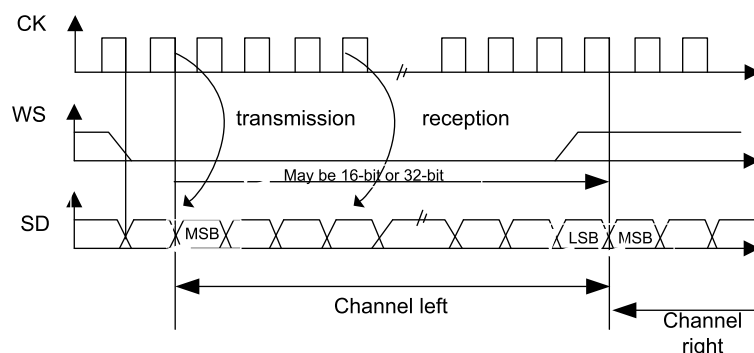 CK
WS
transmission
reception
May be 16-bit or 32-bit
SD
MSB
LSB
MSB
Channel left
Channel
right